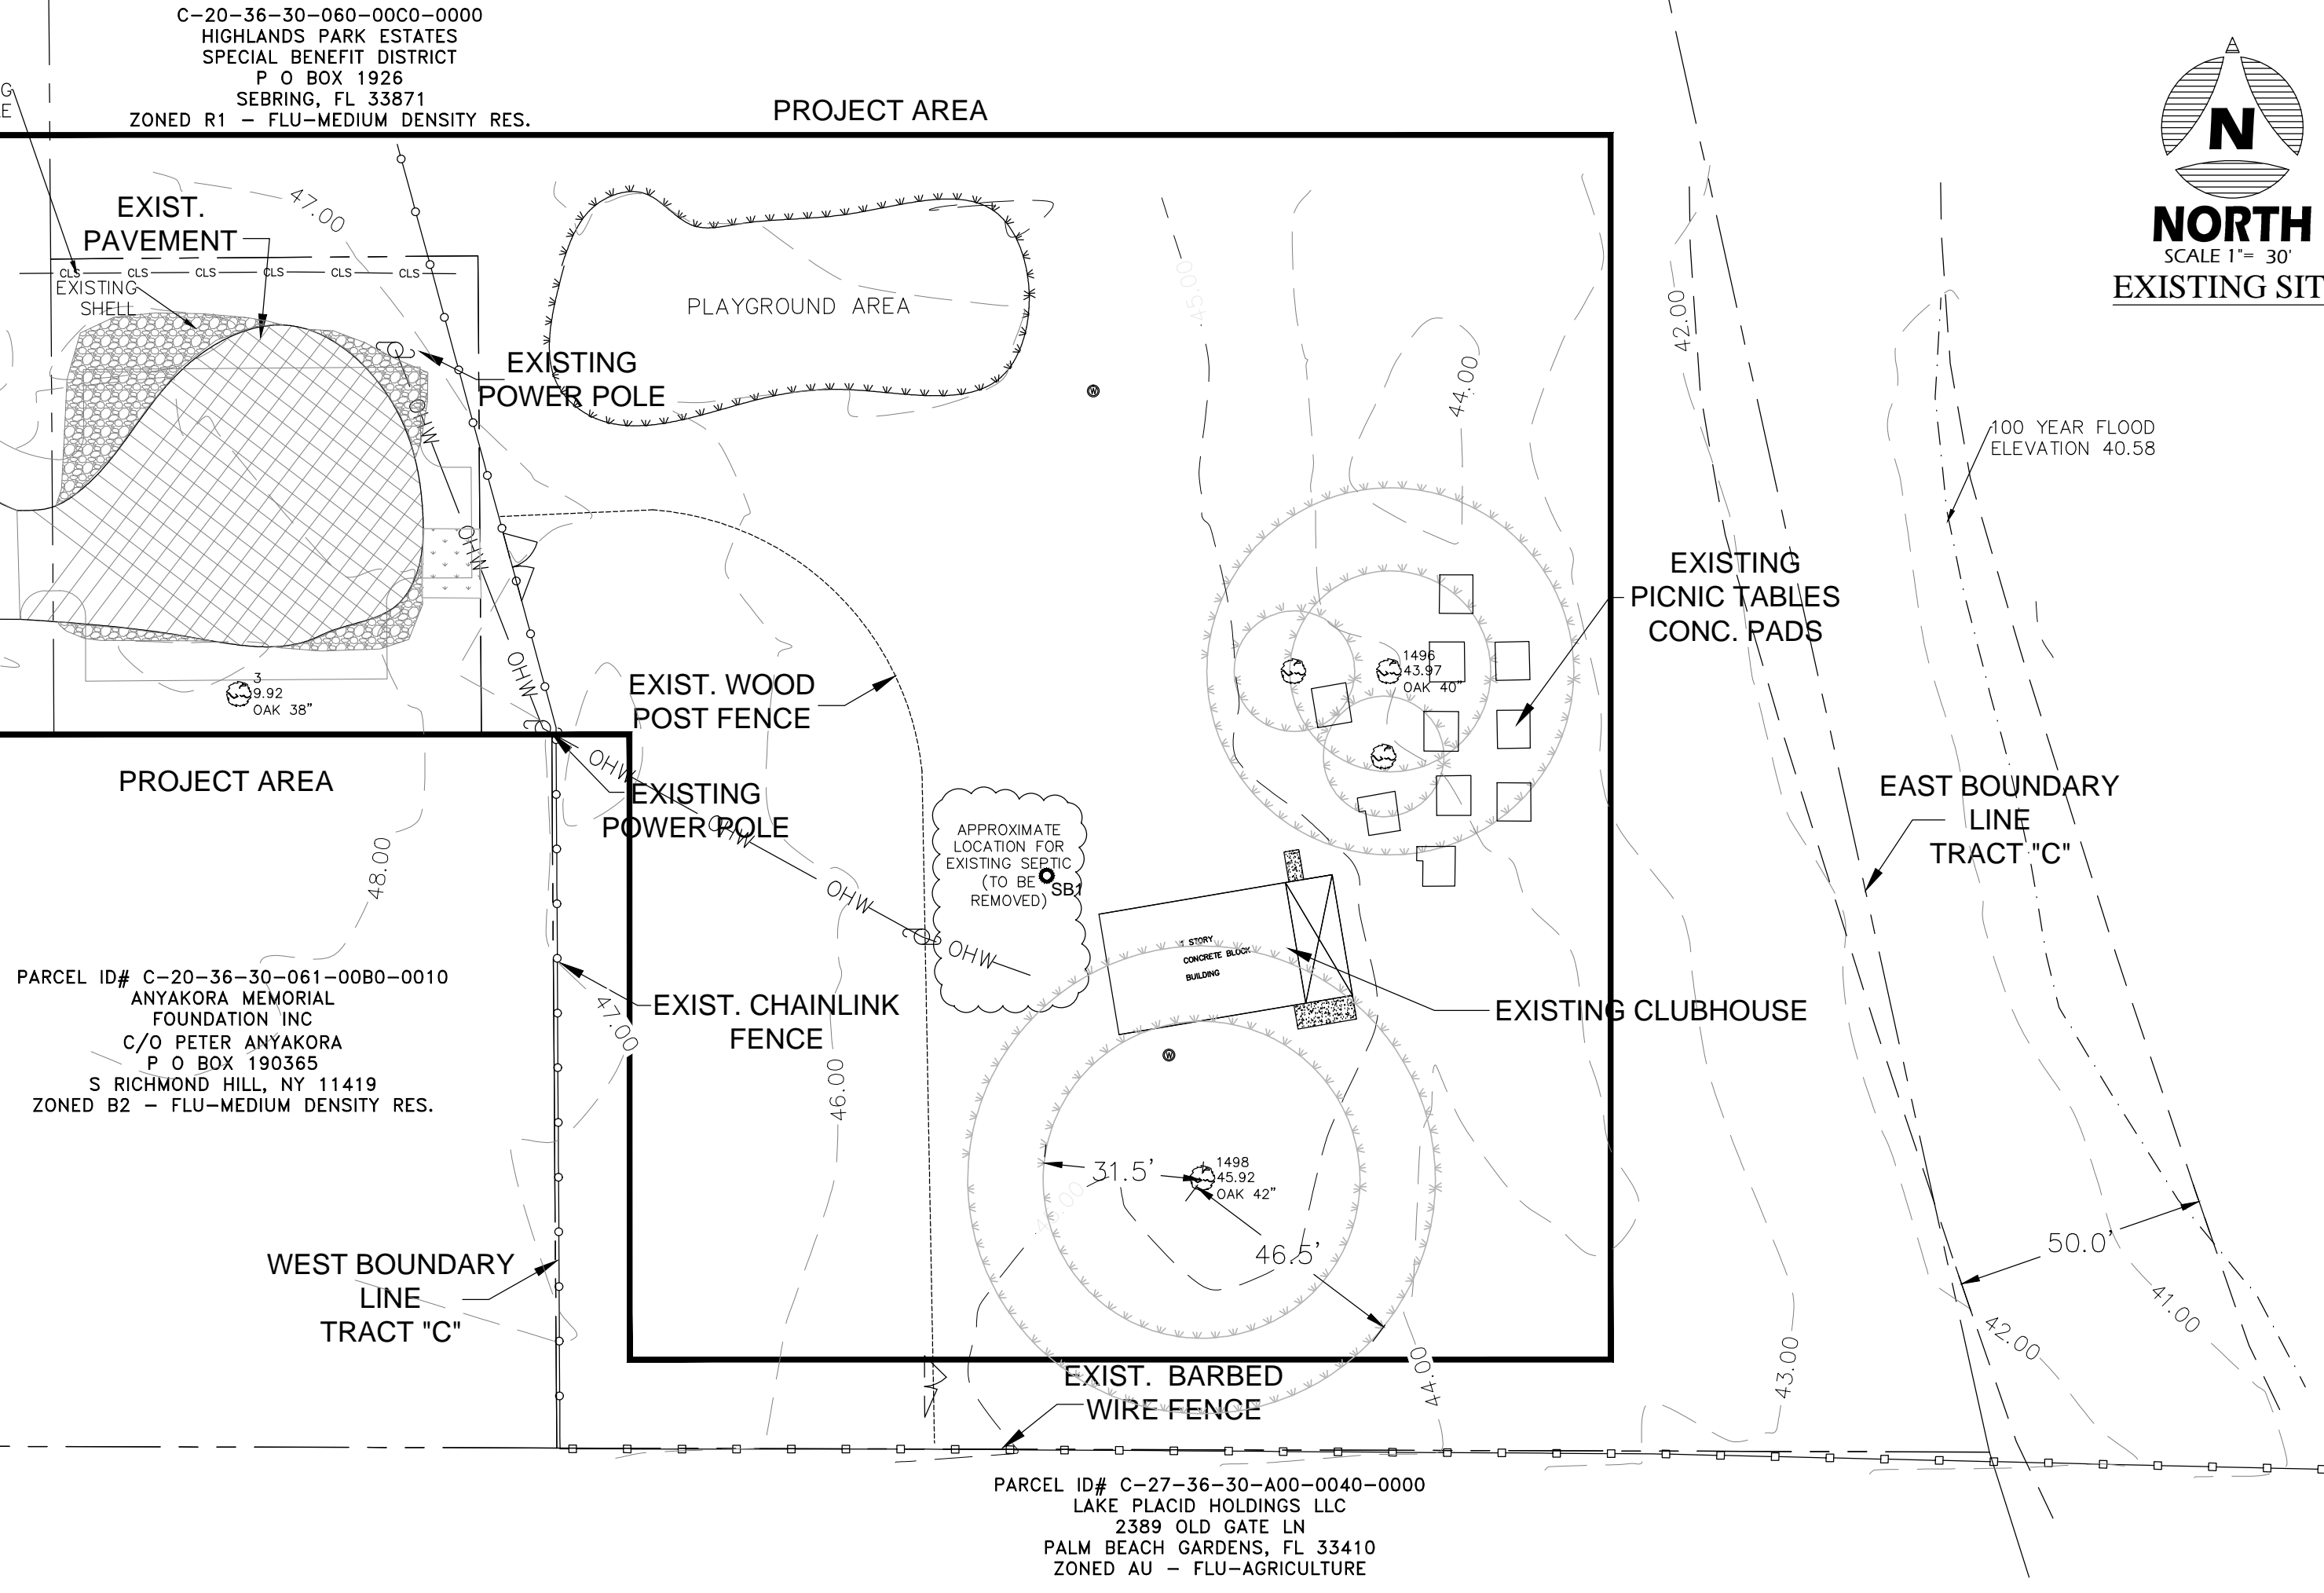 C-20-36-30-060-00C0-0000
HIGHLANDS PARK ESTATES
SPECIAL BENEFIT DISTRICT
P O BOX 1926
SEBRING, FL 33871
ZONED R1 - FLU-MEDIUM DENSITY RES.
PROJECT AREA
N
NORTH
SCALE 1"= 30'
EXISTING SIT
G
E
EXIST.
PAVEMENT
47.00
CLS CLS CLS CLS CLS CLS
EXISTING
SHELL
PLAYGROUND AREA
45.00
42.00
44.00
EXISTING
POWER POLE
W
OHW
OHW
OHW
100 YEAR FLOOD
ELEVATION 40.58
EXISTING
PICNIC TABLES
CONC. PADS
1496
43.97
OAK 40"
3
9.92
OAK 38"
EXIST. WOOD
POST FENCE
PROJECT AREA
OHW
EXISTING
POWER POLE
OHW
OHW
OHW
APPROXIMATE
LOCATION FOR
EXISTING SEPTIC
(TO BE
REMOVED)
SB1
EAST BOUNDARY
LINE
TRACT "C"
48.00
1 STORY
CONCRETE BLOCK
BUILDING
EXISTING CLUBHOUSE
PARCEL ID# C-20-36-30-061-00B0-0010
ANYAKORA MEMORIAL
FOUNDATION INC
C/O PETER ANYAKORA
P O BOX 190365
S RICHMOND HILL, NY 11419
ZONED B2 - FLU-MEDIUM DENSITY RES.
EXIST. CHAINLINK
FENCE
47.00
46.00
W
31.5'
1498
45.92
OAK 42"
46.5'
50.0'
WEST BOUNDARY
LINE
TRACT "C"
41.00
42.00
43.00
44.00
EXIST. BARBED
WIRE FENCE
PARCEL ID# C-27-36-30-A00-0040-0000
LAKE PLACID HOLDINGS LLC
2389 OLD GATE LN
PALM BEACH GARDENS, FL 33410
ZONED AU - FLU-AGRICULTURE